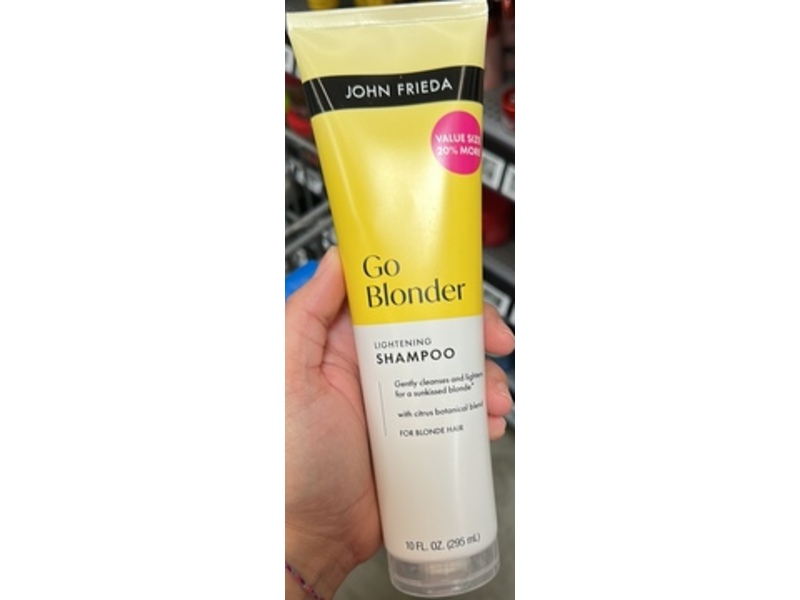 JOHN FRIEDA
VALUE SIZE
20% MORE
Go
Blonder
LIGHTENING
SHAMPOO
Gently cleanses and lightens
for a sunkissed blonde*
with citrus botanical blend
FOR BLONDE HAIR
10 FL. OZ. (295 mL)